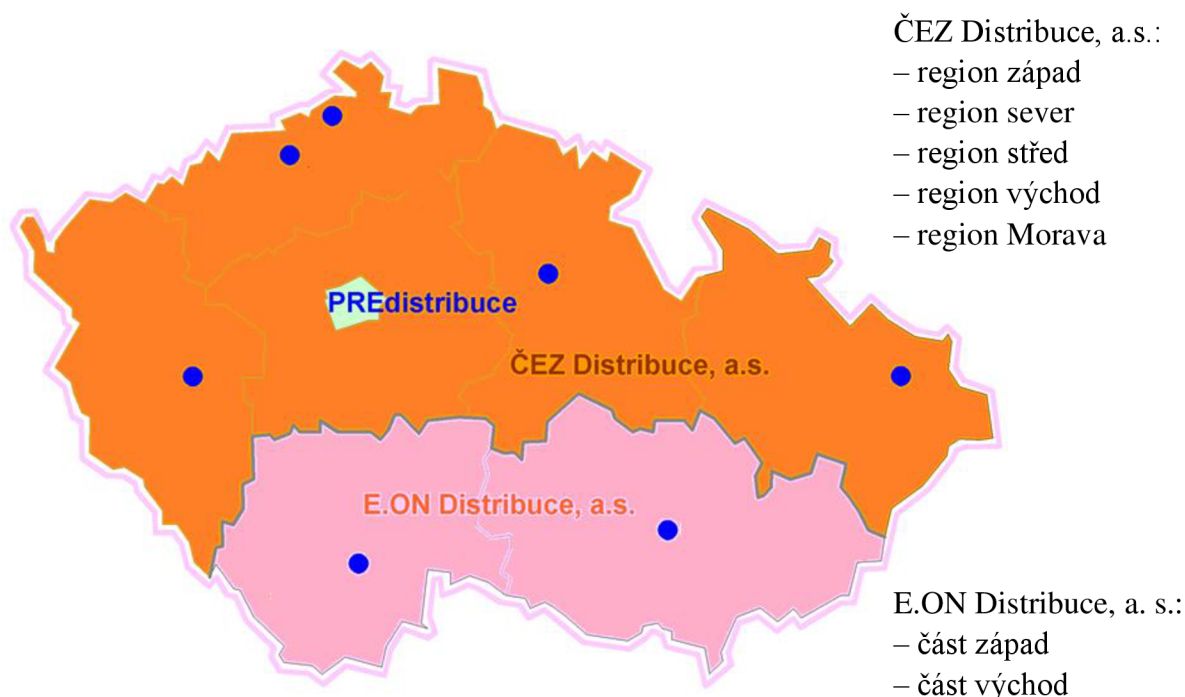 ČEZ Distribuce, a.s.:
– region západ
– region sever
– region střed
– region východ
– region Morava
PREdistribuce
ČEZ Distribuce, a.s.
E.ON Distribuce, a.s.
E.ON Distribuce, a. s.:
– část západ
– část východ